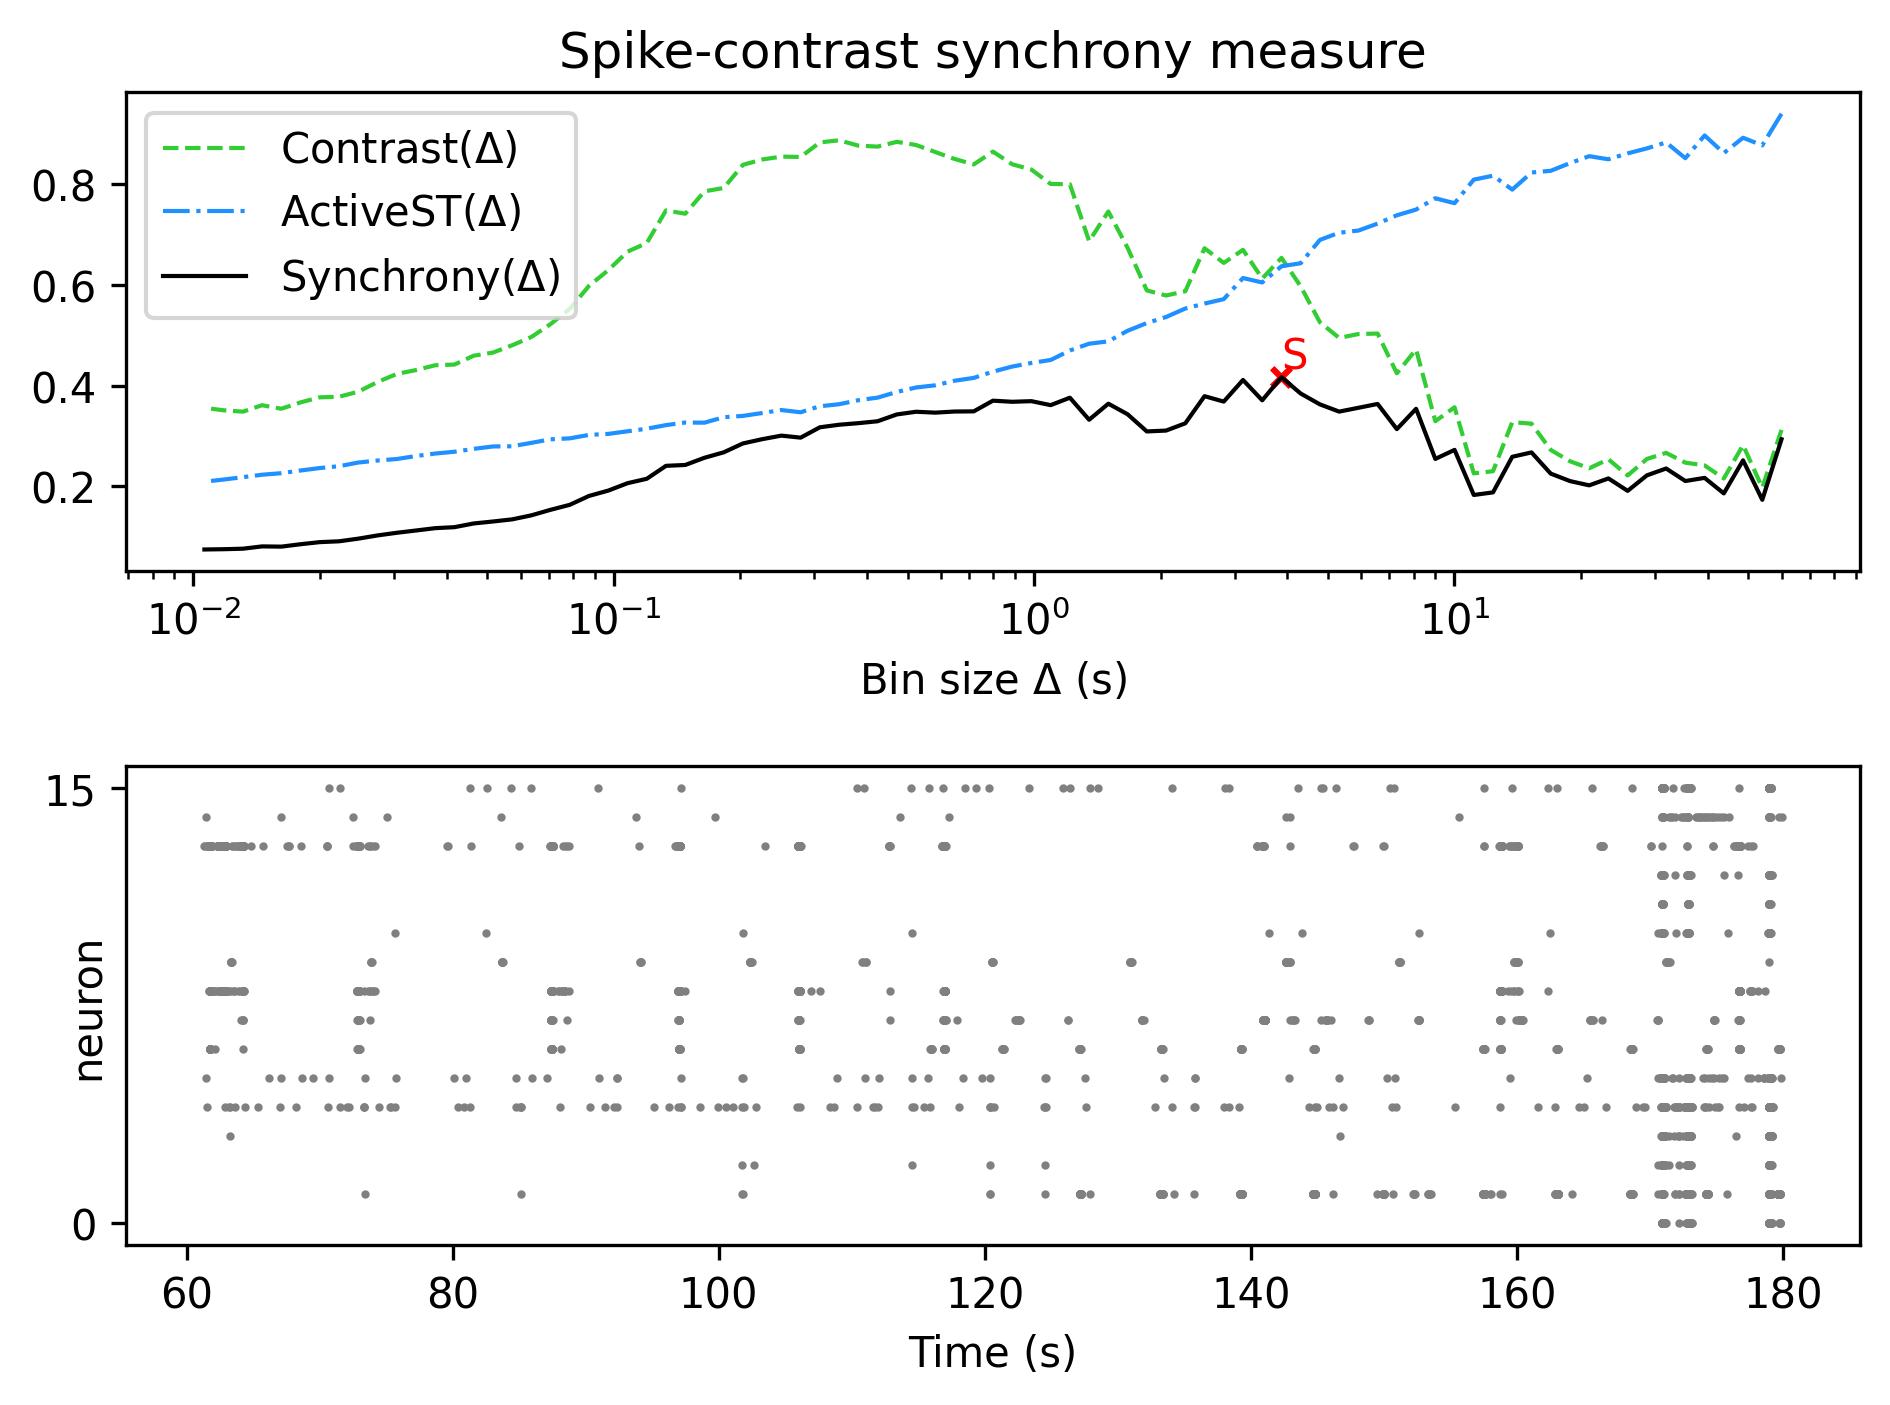 Spike-contrast synchrony measure
Contrast(Δ)
ActiveST(Δ)
Synchrony(Δ)
0.8
0.6
0.4
0.2
S
10⁻² 10⁻¹ 10⁰ 10¹
Bin size Δ (s)
15
0
neuron
60 80 100 120 140 160 180
Time (s)